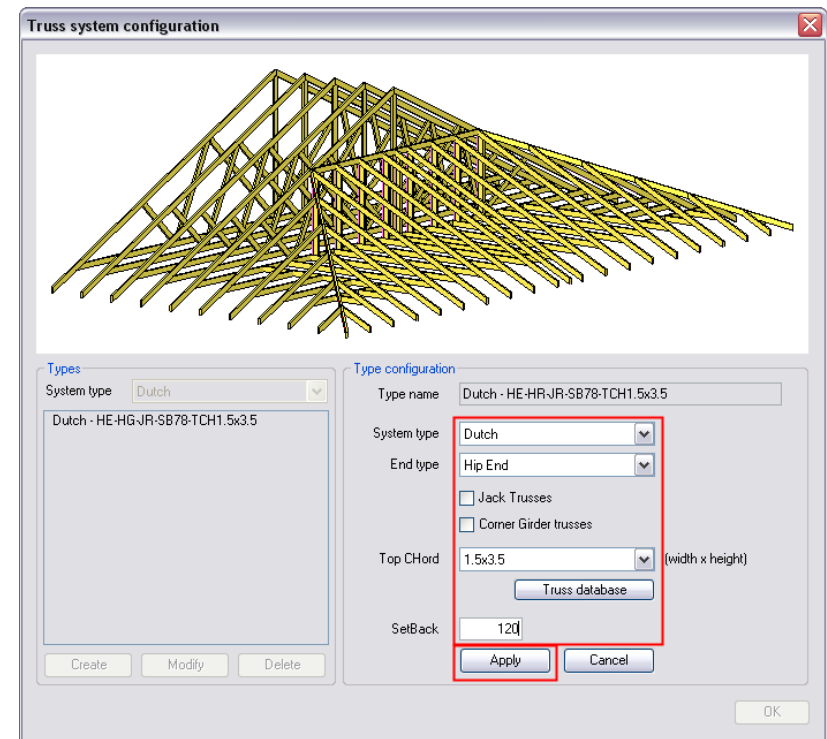 Truss system configuration
Types
System type Dutch
Dutch - HE-HG-JR-SB78-TCH1.5x3.5
Create Modify Delete
Type configuration
Type name Dutch - HE-HR-JR-SB78-TCH1.5x3.5
System type Dutch
End type Hip End
Jack Trusses
Corner Girder trusses
Top CHord 1.5x3.5 (width x height)
Truss database
SetBack 120
Apply Cancel
OK